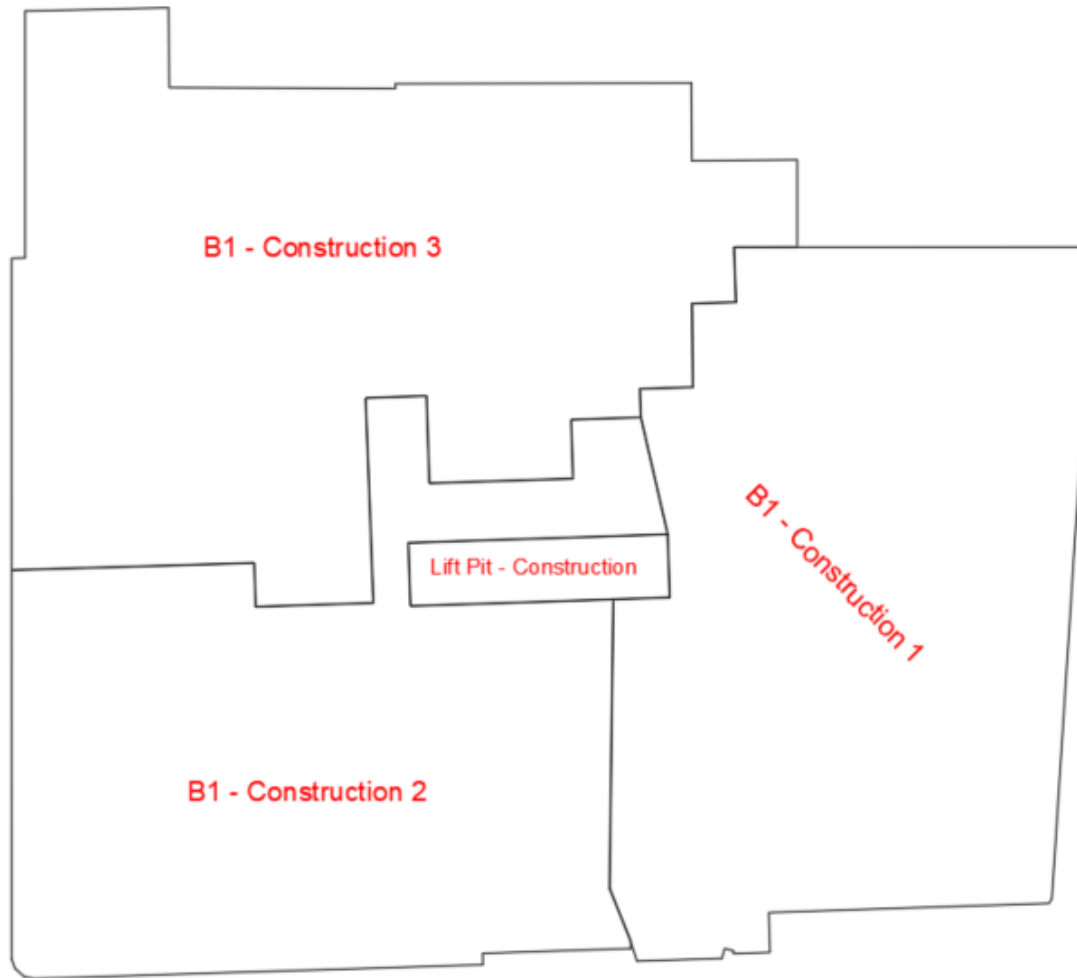 B1 - Construction 3
B1 - Construction 1
Lift Pit - Construction
B1 - Construction 2